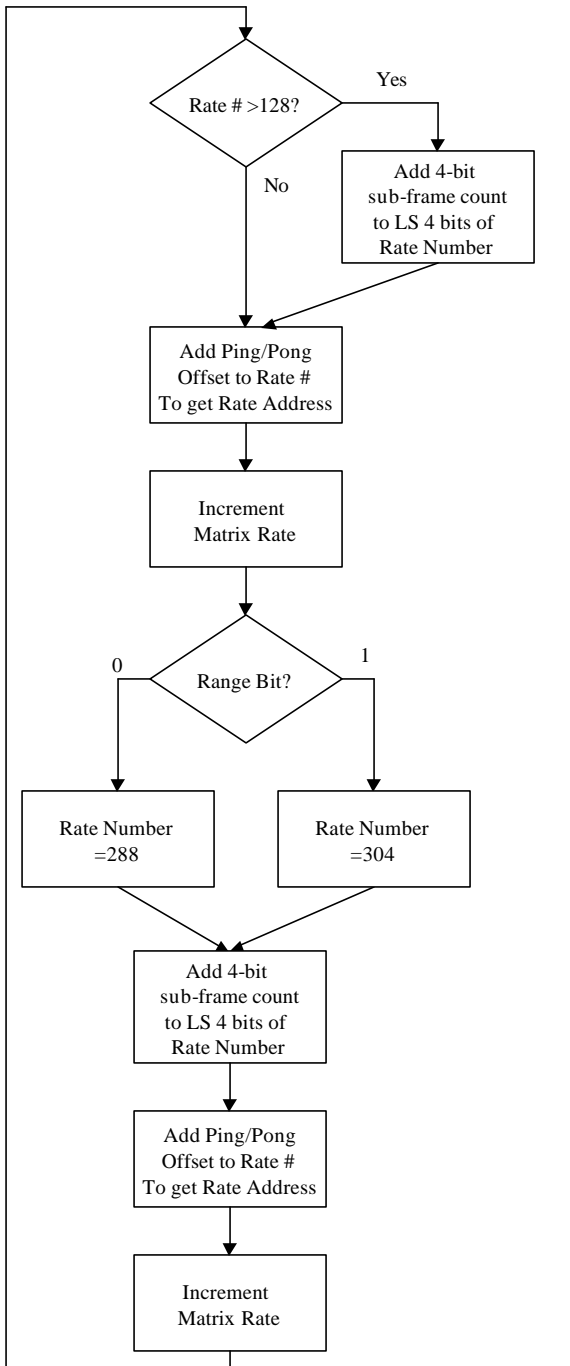 Yes
Rate # >128?
No
Add 4-bit
sub-frame count
to LS 4 bits of
Rate Number
Add Ping/Pong
Offset to Rate #
To get Rate Address
Increment
Matrix Rate
0
Range Bit?
1
Rate Number
=288
Rate Number
=304
Add 4-bit
sub-frame count
to LS 4 bits of
Rate Number
Add Ping/Pong
Offset to Rate #
To get Rate Address
Increment
Matrix Rate